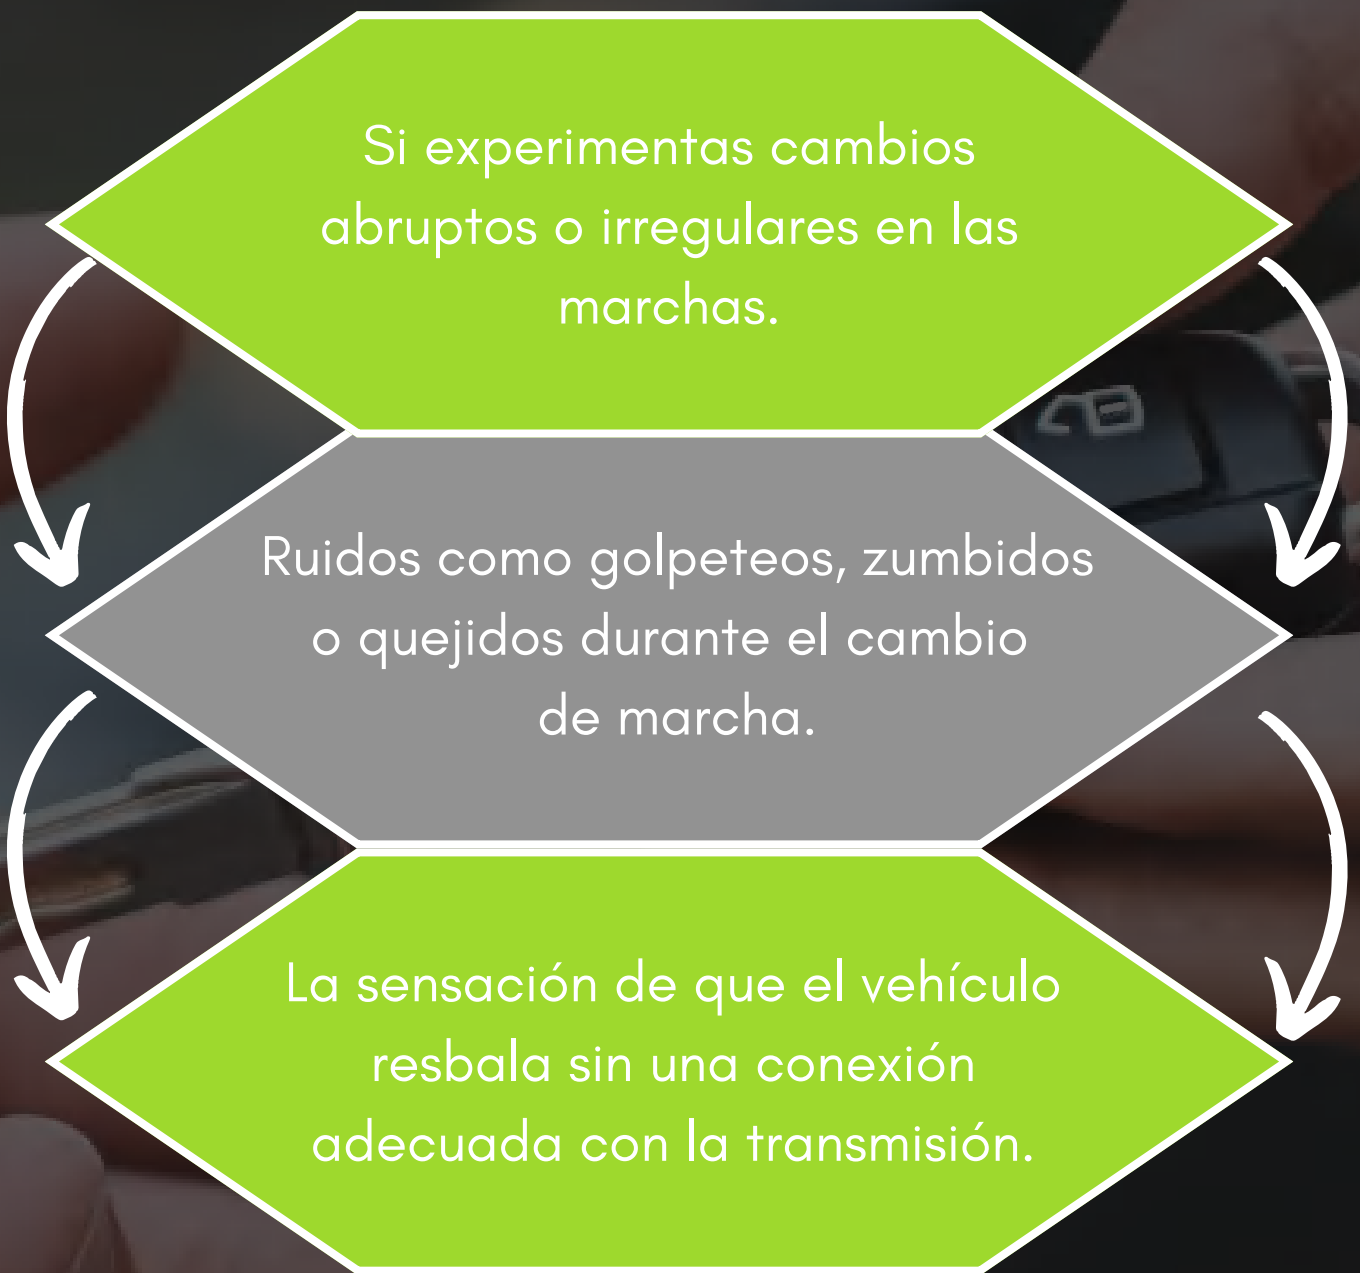 Si experimentas cambios
abruptos o irregulares en las
marchas.
Ruidos como golpeteos, zumbidos
o quejidos durante el cambio
de marcha.
La sensación de que el vehículo
resbala sin una conexión
adecuada con la transmisión.